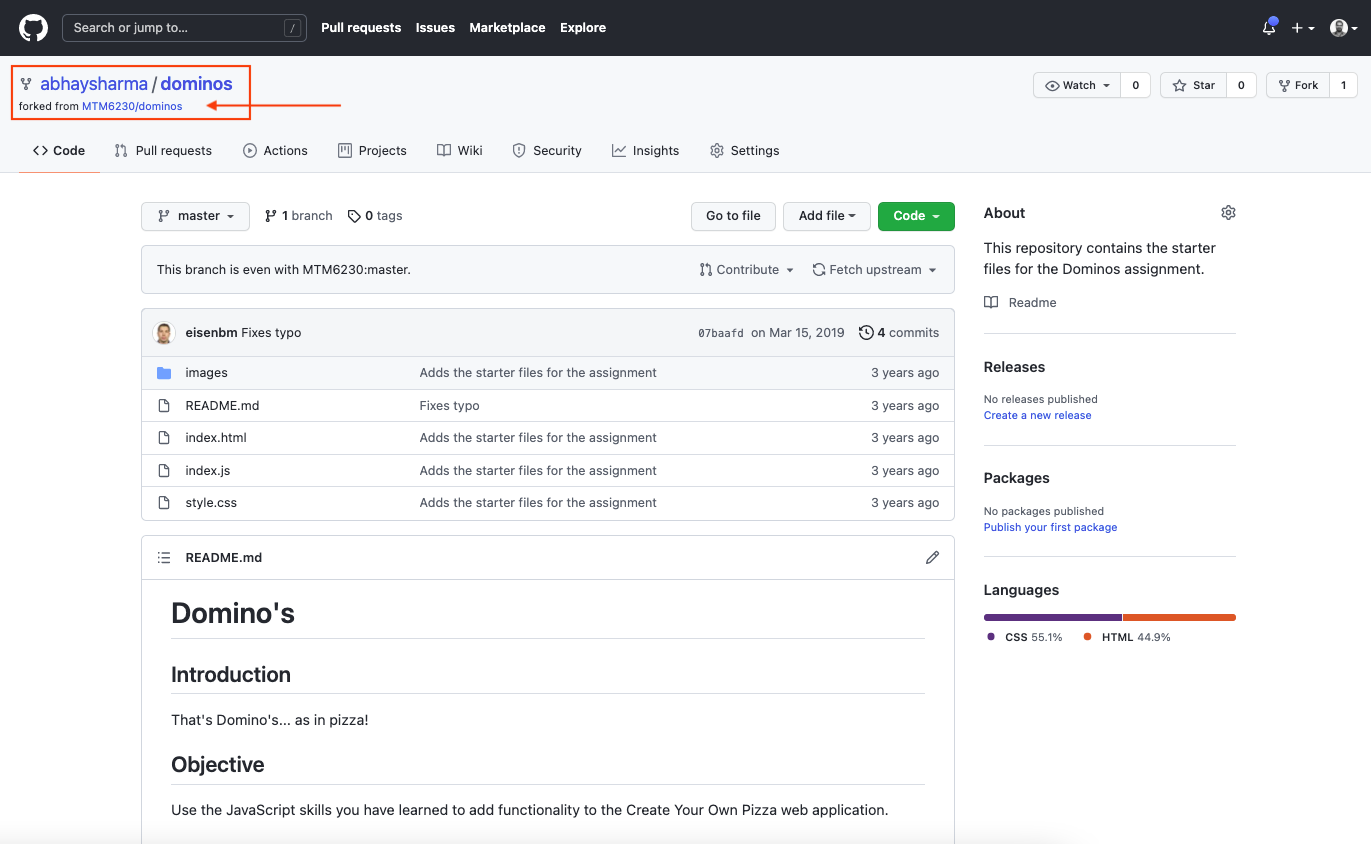 Search or jump to... /
Pull requests Issues Marketplace Explore
abhaysharma / dominos
forked from MTM6230/dominos
Watch 0 Star 0 Fork 1
Code Pull requests Actions Projects Wiki Security Insights Settings
master 1 branch 0 tags
Go to file Add file Code
This branch is even with MTM6230:master.
Contribute Fetch upstream
eisenbm Fixes typo 07baafd on Mar 15, 2019 4 commits
images Adds the starter files for the assignment 3 years ago
README.md Fixes typo 3 years ago
index.html Adds the starter files for the assignment 3 years ago
index.js Adds the starter files for the assignment 3 years ago
style.css Adds the starter files for the assignment 3 years ago
README.md
Domino's
Introduction
That's Domino's... as in pizza!
Objective
Use the JavaScript skills you have learned to add functionality to the Create Your Own Pizza web application.
About
This repository contains the starter
files for the Dominos assignment.
Readme
Releases
No releases published
Create a new release
Packages
No packages published
Publish your first package
Languages
CSS 55.1% HTML 44.9%